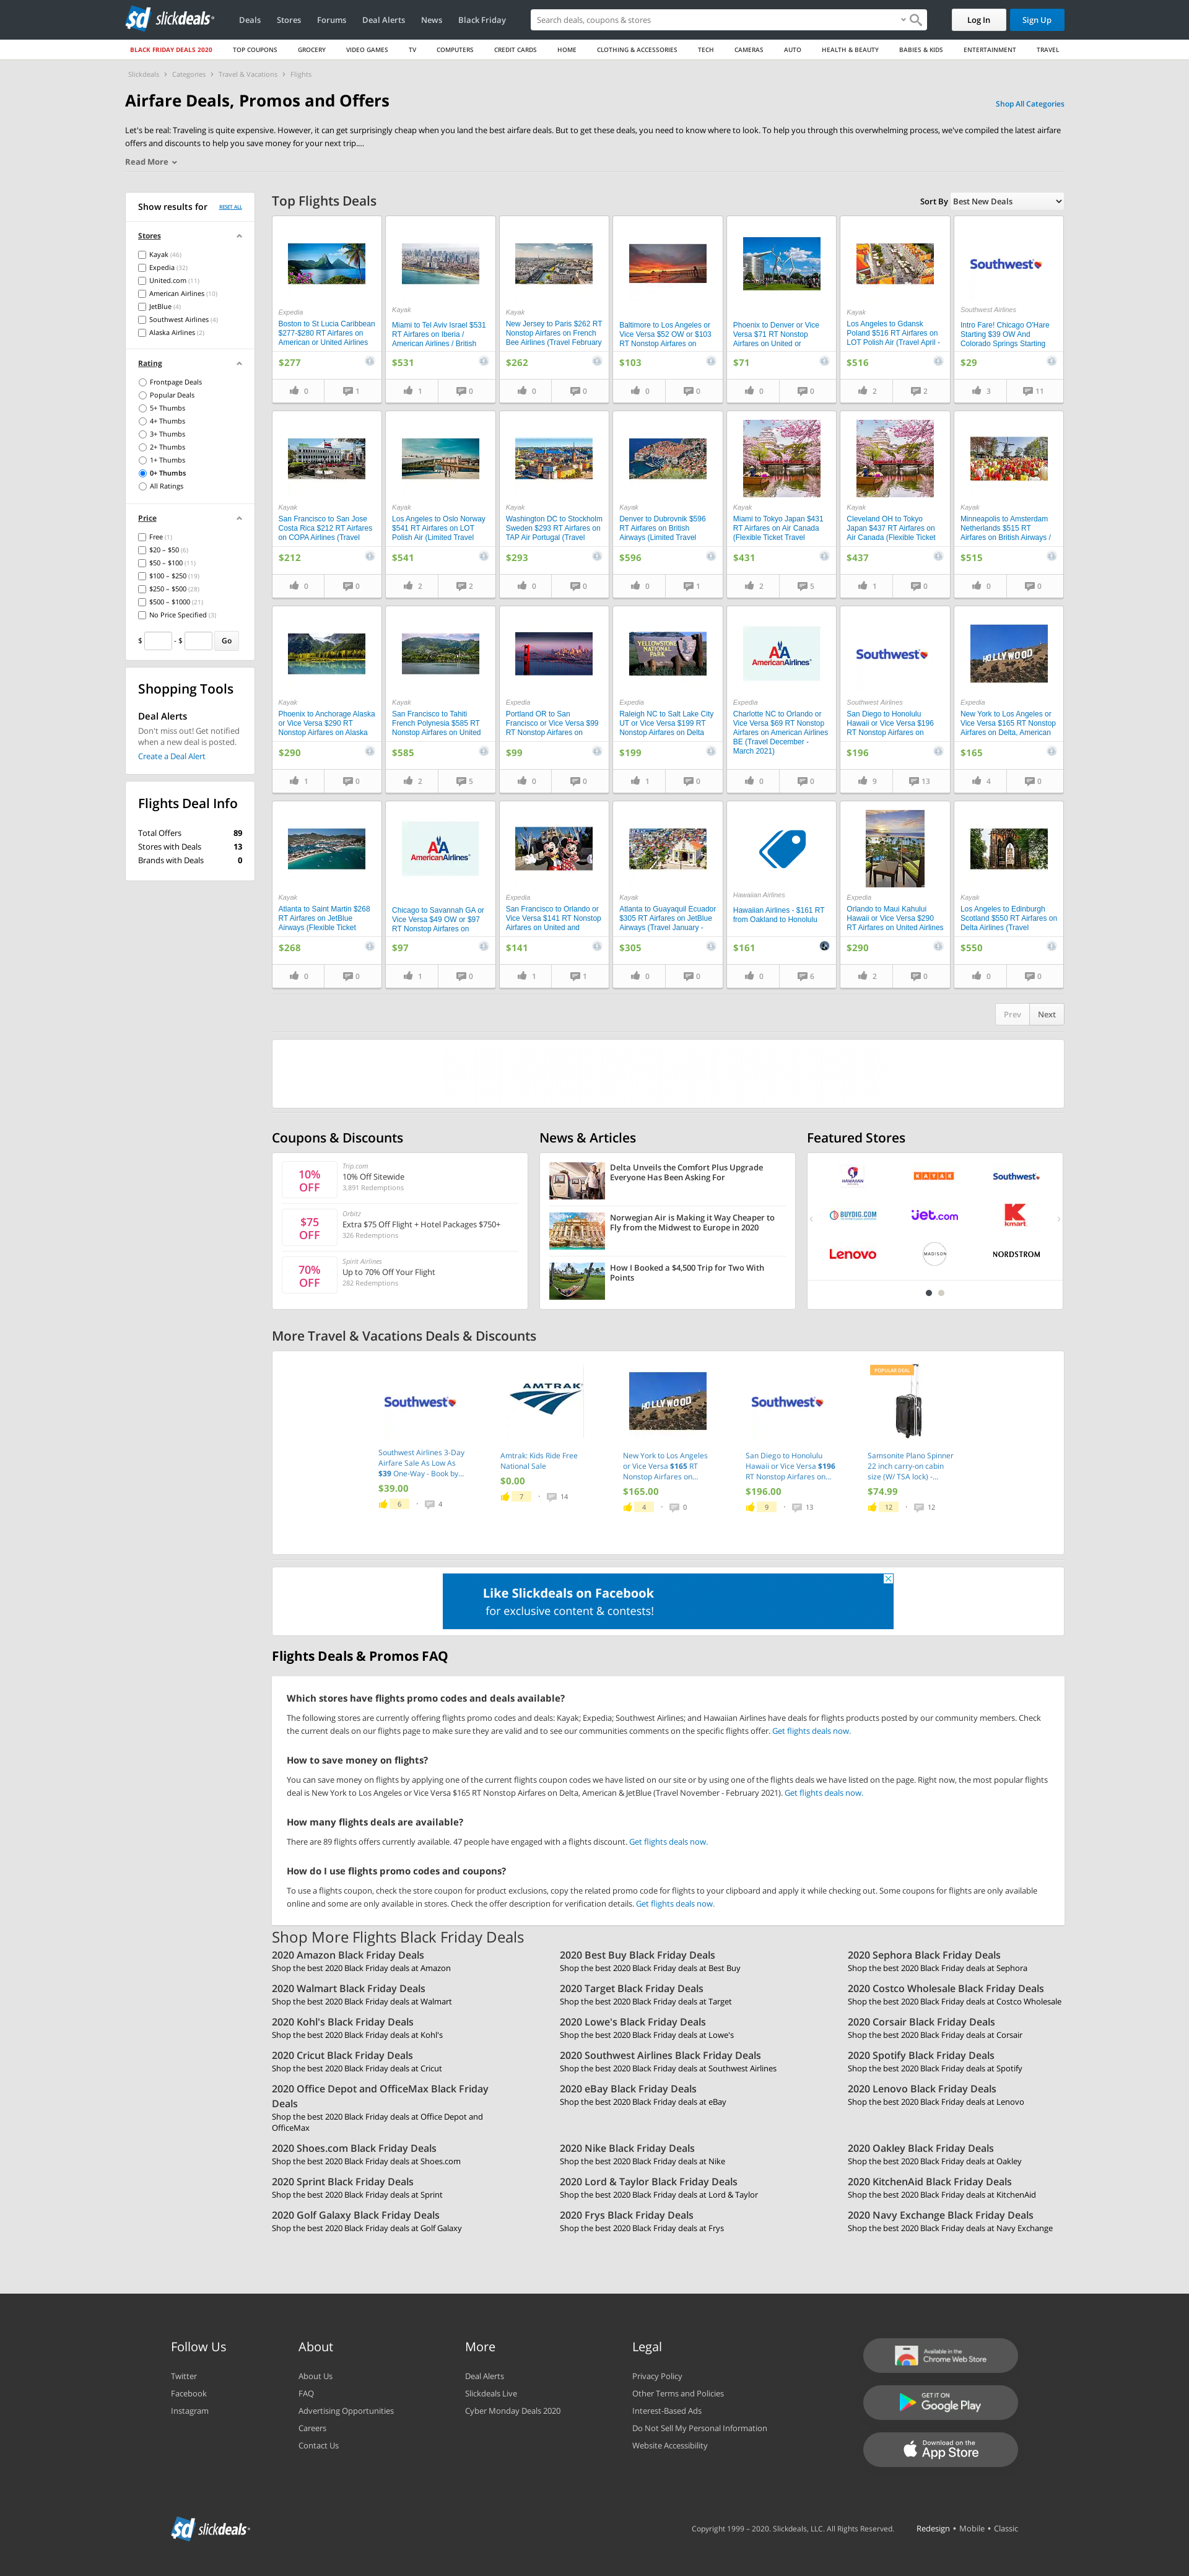 slickdeals
Deals
Stores
Forums
Deal Alerts
News
Black Friday
Search deals, coupons & stores
Log In
Sign Up
BLACK FRIDAY DEALS 2020
TOP COUPONS
GROCERY
VIDEO GAMES
TV
COMPUTERS
CREDIT CARDS
HOME
CLOTHING & ACCESSORIES
TECH
CAMERAS
AUTO
HEALTH & BEAUTY
BABIES & KIDS
ENTERTAINMENT
TRAVEL
Slickdeals > Categories > Travel & Vacations > Flights
Airfare Deals, Promos and Offers
Shop All Categories
Let's be real: Traveling is quite expensive. However, it can get surprisingly cheap when you land the best airfare deals. But to get these deals, you need to know where to look. To help you through this overwhelming process, we've compiled the latest airfare
offers and discounts to help you save money for your next trip....
Read More
Show results for
RESET ALL
Stores
Kayak (46)
Expedia (32)
United.com (11)
American Airlines (10)
JetBlue (4)
Southwest Airlines (4)
Alaska Airlines (2)
Rating
Frontpage Deals
Popular Deals
5+ Thumbs
4+ Thumbs
3+ Thumbs
2+ Thumbs
1+ Thumbs
0+ Thumbs
All Ratings
Price
Free (1)
$20 – $50 (6)
$50 – $100 (11)
$100 – $250 (19)
$250 – $500 (28)
$500 – $1000 (21)
No Price Specified (3)
$ - $ Go
Shopping Tools
Deal Alerts
Don't miss out! Get notified
when a new deal is posted.
Create a Deal Alert
Flights Deal Info
Total Offers 89
Stores with Deals 13
Brands with Deals 0
Top Flights Deals
Sort By Best New Deals
Expedia
Boston to St Lucia Caribbean
$277-$280 RT Airfares on
American or United Airlines
$277
0 1
Kayak
Miami to Tel Aviv Israel $531
RT Airfares on Iberia /
American Airlines / British
$531
1 0
Kayak
New Jersey to Paris $262 RT
Nonstop Airfares on French
Bee Airlines (Travel February
$262
0 0
Baltimore to Los Angeles or
Vice Versa $52 OW or $103
RT Nonstop Airfares on
$103
0 0
Phoenix to Denver or Vice
Versa $71 RT Nonstop
Airfares on United or
$71
0 0
Kayak
Los Angeles to Gdansk
Poland $516 RT Airfares on
LOT Polish Air (Travel April -
$516
2 2
Southwest
Southwest Airlines
Intro Fare! Chicago O'Hare
Starting $39 OW And
Colorado Springs Starting
$29
3 11
Kayak
San Francisco to San Jose
Costa Rica $212 RT Airfares
on COPA Airlines (Travel
$212
0 0
Kayak
Los Angeles to Oslo Norway
$541 RT Airfares on LOT
Polish Air (Limited Travel
$541
2 2
Kayak
Washington DC to Stockholm
Sweden $293 RT Airfares on
TAP Air Portugal (Travel
$293
0 0
Kayak
Denver to Dubrovnik $596
RT Airfares on British
Airways (Limited Travel
$596
0 1
Kayak
Miami to Tokyo Japan $431
RT Airfares on Air Canada
(Flexible Ticket Travel
$431
2 5
Kayak
Cleveland OH to Tokyo
Japan $437 RT Airfares on
Air Canada (Flexible Ticket
$437
1 0
Kayak
Minneapolis to Amsterdam
Netherlands $515 RT
Airfares on British Airways /
$515
0 0
Kayak
Phoenix to Anchorage Alaska
or Vice Versa $290 RT
Nonstop Airfares on Alaska
$290
1 0
Kayak
San Francisco to Tahiti
French Polynesia $585 RT
Nonstop Airfares on United
$585
2 5
Expedia
Portland OR to San
Francisco or Vice Versa $99
RT Nonstop Airfares on
$99
0 0
YELLOWSTONE
NATIONAL
PARK
Expedia
Raleigh NC to Salt Lake City
UT or Vice Versa $199 RT
Nonstop Airfares on Delta
$199
1 0
AmericanAirlines
Expedia
Charlotte NC to Orlando or
Vice Versa $69 RT Nonstop
Airfares on American Airlines
BE (Travel December -
March 2021)
0 0
Southwest
Southwest Airlines
San Diego to Honolulu
Hawaii or Vice Versa $196
RT Nonstop Airfares on
$196
9 13
HOLLYWOOD
Expedia
New York to Los Angeles or
Vice Versa $165 RT Nonstop
Airfares on Delta, American
$165
4 0
Kayak
Atlanta to Saint Martin $268
RT Airfares on JetBlue
Airways (Flexible Ticket
$268
0 0
AmericanAirlines
Chicago to Savannah GA or
Vice Versa $49 OW or $97
RT Nonstop Airfares on
$97
1 0
Expedia
San Francisco to Orlando or
Vice Versa $141 RT Nonstop
Airfares on United and
$141
1 1
Kayak
Atlanta to Guayaquil Ecuador
$305 RT Airfares on JetBlue
Airways (Travel January -
$305
0 0
Hawaiian Airlines
Hawaiian Airlines - $161 RT
from Oakland to Honolulu
$161
0 6
Expedia
Orlando to Maui Kahului
Hawaii or Vice Versa $290
RT Airfares on United Airlines
$290
2 0
Kayak
Los Angeles to Edinburgh
Scotland $550 RT Airfares on
Delta Airlines (Travel
$550
0 0
Prev
Next
Coupons & Discounts
10%
OFF
Trip.com
10% Off Sitewide
3,891 Redemptions
$75
OFF
Orbitz
Extra $75 Off Flight + Hotel Packages $750+
326 Redemptions
70%
OFF
Spirit Airlines
Up to 70% Off Your Flight
282 Redemptions
News & Articles
Delta Unveils the Comfort Plus Upgrade
Everyone Has Been Asking For
Norwegian Air is Making it Way Cheaper to
Fly from the Midwest to Europe in 2020
How I Booked a $4,500 Trip for Two With
Points
Featured Stores
HAWAIIAN
KAYAK
Southwest
BUYDIG.COM
jet.com
kmart
Lenovo
MADISON
NORDSTROM
More Travel & Vacations Deals & Discounts
Southwest
Southwest Airlines 3-Day
Airfare Sale As Low As
$39 One-Way - Book by...
$39.00
6 • 4
AMTRAK
Amtrak: Kids Ride Free
National Sale
$0.00
7 • 14
HOLLYWOOD
New York to Los Angeles
or Vice Versa $165 RT
Nonstop Airfares on...
$165.00
4 • 0
Southwest
San Diego to Honolulu
Hawaii or Vice Versa $196
RT Nonstop Airfares on...
$196.00
9 • 13
POPULAR DEAL
Samsonite Plano Spinner
22 inch carry-on cabin
size (W/ TSA lock) -...
$74.99
12 • 12
Like Slickdeals on Facebook
for exclusive content & contests!
Flights Deals & Promos FAQ
Which stores have flights promo codes and deals available?
The following stores are currently offering flights promo codes and deals: Kayak; Expedia; Southwest Airlines; and Hawaiian Airlines have deals for flights products posted by our community members. Check
the current deals on our flights page to make sure they are valid and to see our communities comments on the specific flights offer. Get flights deals now.
How to save money on flights?
You can save money on flights by applying one of the current flights coupon codes we have listed on our site or by using one of the flights deals we have listed on the page. Right now, the most popular flights
deal is New York to Los Angeles or Vice Versa $165 RT Nonstop Airfares on Delta, American & JetBlue (Travel November - February 2021). Get flights deals now.
How many flights deals are available?
There are 89 flights offers currently available. 47 people have engaged with a flights discount. Get flights deals now.
How do I use flights promo codes and coupons?
To use a flights coupon, check the store coupon for product exclusions, copy the related promo code for flights to your clipboard and apply it while checking out. Some coupons for flights are only available
online and some are only available in stores. Check the offer description for verification details. Get flights deals now.
Shop More Flights Black Friday Deals
2020 Amazon Black Friday Deals
Shop the best 2020 Black Friday deals at Amazon
2020 Best Buy Black Friday Deals
Shop the best 2020 Black Friday deals at Best Buy
2020 Sephora Black Friday Deals
Shop the best 2020 Black Friday deals at Sephora
2020 Walmart Black Friday Deals
Shop the best 2020 Black Friday deals at Walmart
2020 Target Black Friday Deals
Shop the best 2020 Black Friday deals at Target
2020 Costco Wholesale Black Friday Deals
Shop the best 2020 Black Friday deals at Costco Wholesale
2020 Kohl's Black Friday Deals
Shop the best 2020 Black Friday deals at Kohl's
2020 Lowe's Black Friday Deals
Shop the best 2020 Black Friday deals at Lowe's
2020 Corsair Black Friday Deals
Shop the best 2020 Black Friday deals at Corsair
2020 Cricut Black Friday Deals
Shop the best 2020 Black Friday deals at Cricut
2020 Southwest Airlines Black Friday Deals
Shop the best 2020 Black Friday deals at Southwest Airlines
2020 Spotify Black Friday Deals
Shop the best 2020 Black Friday deals at Spotify
2020 Office Depot and OfficeMax Black Friday
Deals
Shop the best 2020 Black Friday deals at Office Depot and
OfficeMax
2020 eBay Black Friday Deals
Shop the best 2020 Black Friday deals at eBay
2020 Lenovo Black Friday Deals
Shop the best 2020 Black Friday deals at Lenovo
2020 Shoes.com Black Friday Deals
Shop the best 2020 Black Friday deals at Shoes.com
2020 Nike Black Friday Deals
Shop the best 2020 Black Friday deals at Nike
2020 Oakley Black Friday Deals
Shop the best 2020 Black Friday deals at Oakley
2020 Sprint Black Friday Deals
Shop the best 2020 Black Friday deals at Sprint
2020 Lord & Taylor Black Friday Deals
Shop the best 2020 Black Friday deals at Lord & Taylor
2020 KitchenAid Black Friday Deals
Shop the best 2020 Black Friday deals at KitchenAid
2020 Golf Galaxy Black Friday Deals
Shop the best 2020 Black Friday deals at Golf Galaxy
2020 Frys Black Friday Deals
Shop the best 2020 Black Friday deals at Frys
2020 Navy Exchange Black Friday Deals
Shop the best 2020 Black Friday deals at Navy Exchange
Follow Us
Twitter
Facebook
Instagram
About
About Us
FAQ
Advertising Opportunities
Careers
Contact Us
More
Deal Alerts
Slickdeals Live
Cyber Monday Deals 2020
Legal
Privacy Policy
Other Terms and Policies
Interest-Based Ads
Do Not Sell My Personal Information
Website Accessibility
Available in the
Chrome Web Store
GET IT ON
Google Play
Download on the
App Store
slickdeals
Copyright 1999 – 2020. Slickdeals, LLC. All Rights Reserved.
Redesign • Mobile • Classic